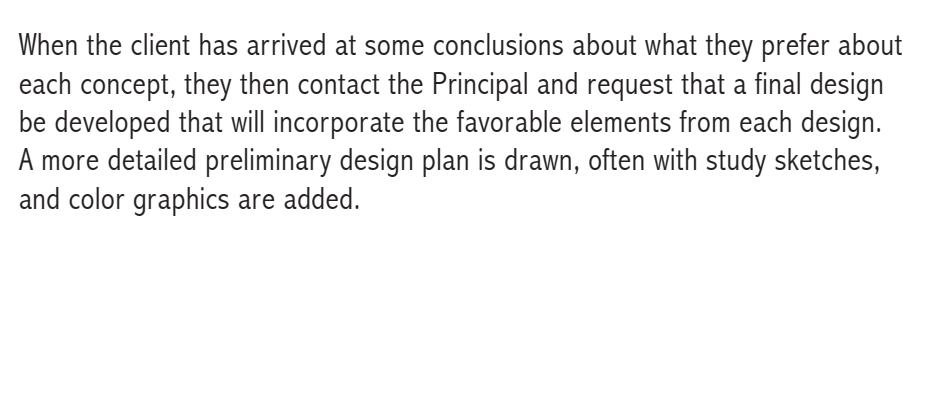 When the client has arrived at some conclusions about what they prefer about
each concept, they then contact the Principal and request that a final design
be developed that will incorporate the favorable elements from each design.
A more detailed preliminary design plan is drawn, often with study sketches,
and color graphics are added.